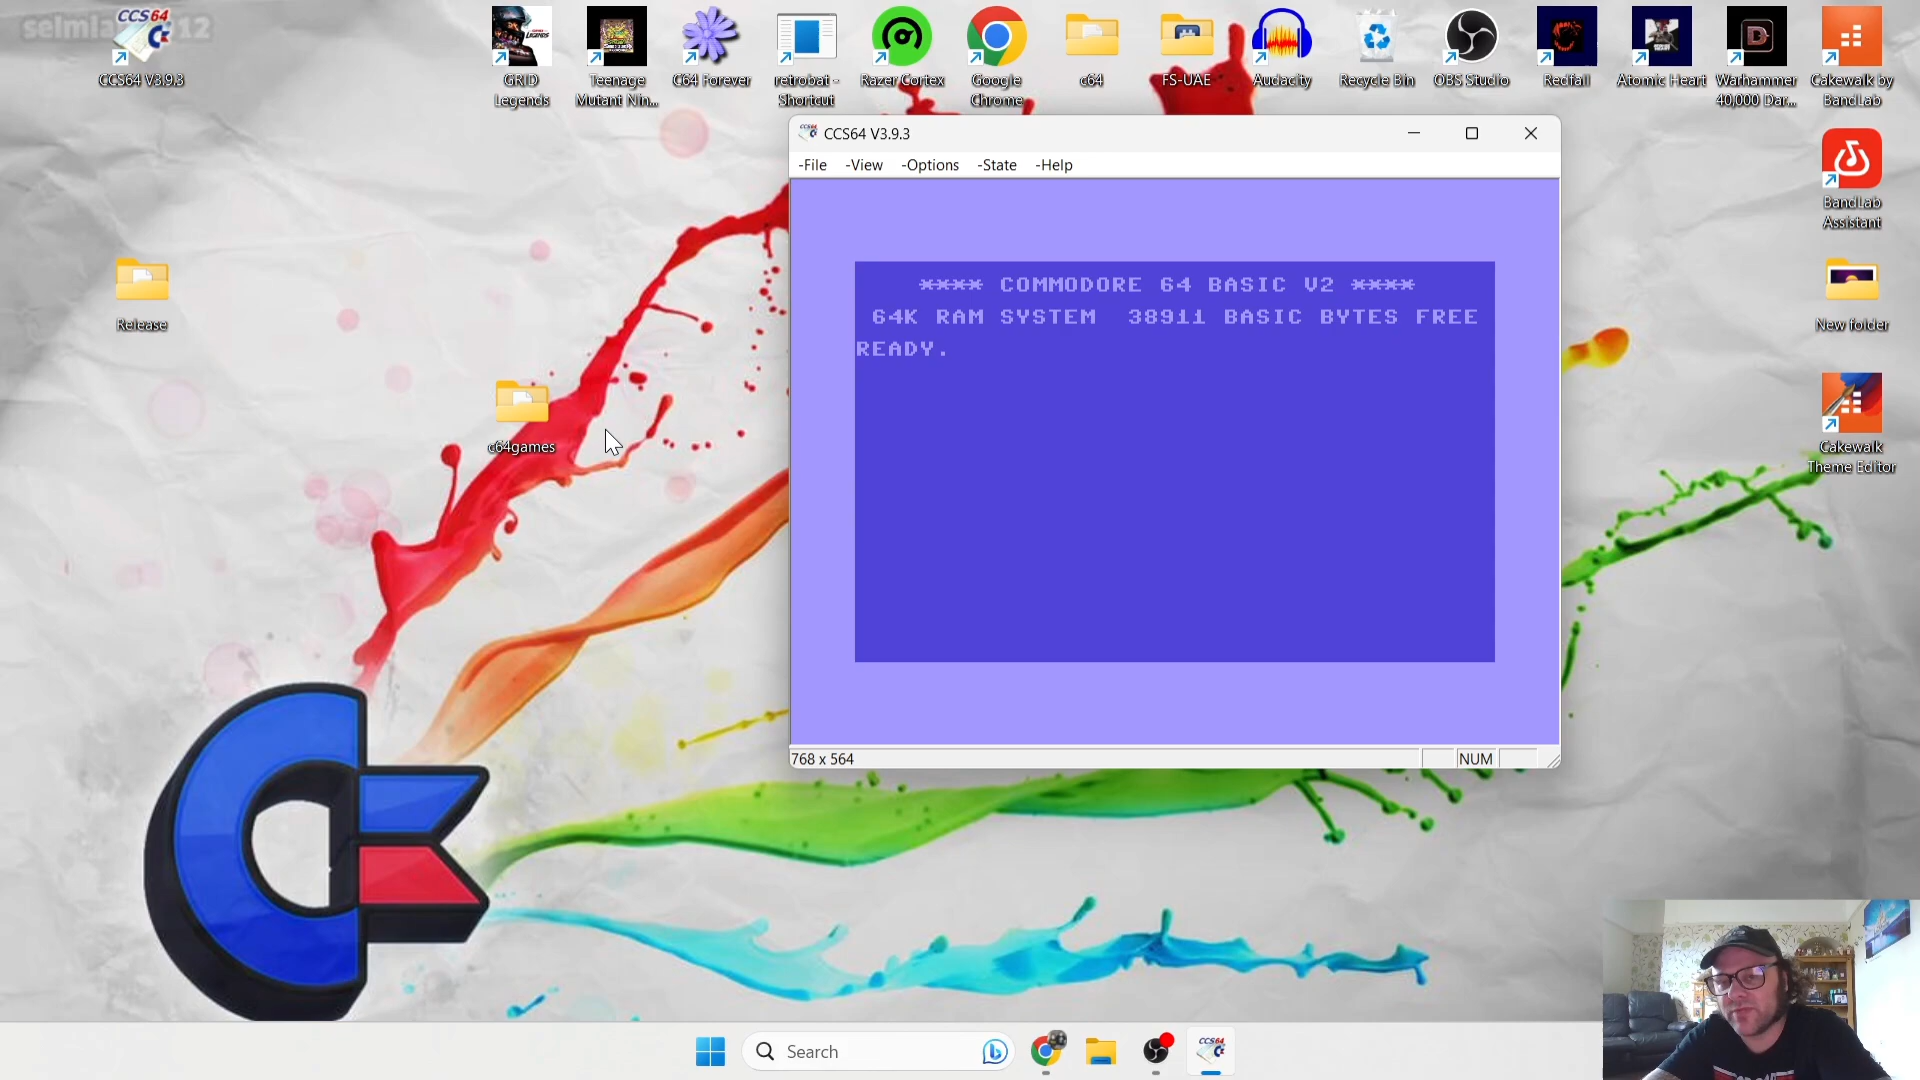 CCS64
CCS64 V3.9.3
GRID
Legends
Teenage
Mutant Nin...
C64 Forever
retrobat -
Shortcut
Razer Cortex
Google
Chrome
c64
FS-UAE
Audacity
Recycle Bin
OBS Studio
Redfall
Atomic Heart
Warhammer
40,000 Dar...
Cakewalk by
BandLab
BandLab
Assistant
Release
New folder
c64games
Cakewalk
Theme Editor
CCS64 V3.9.3
-File -View -Options -State -Help
**** COMMODORE 64 BASIC V2 ****
64K RAM SYSTEM 38911 BASIC BYTES FREE
READY.
768 x 564
NUM
Search
CCS64